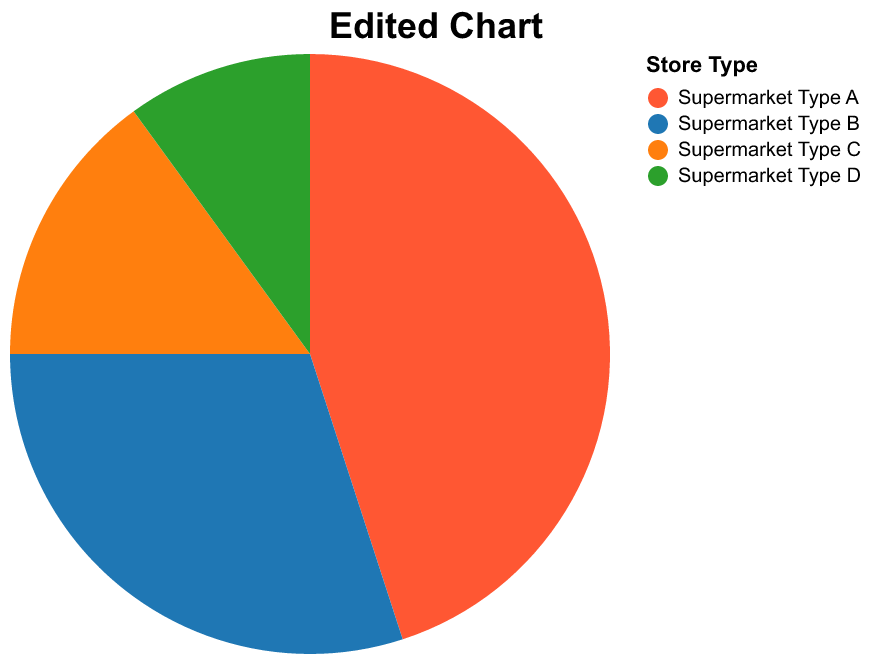 Edited Chart
Store Type
Supermarket Type A
Supermarket Type B
Supermarket Type C
Supermarket Type D